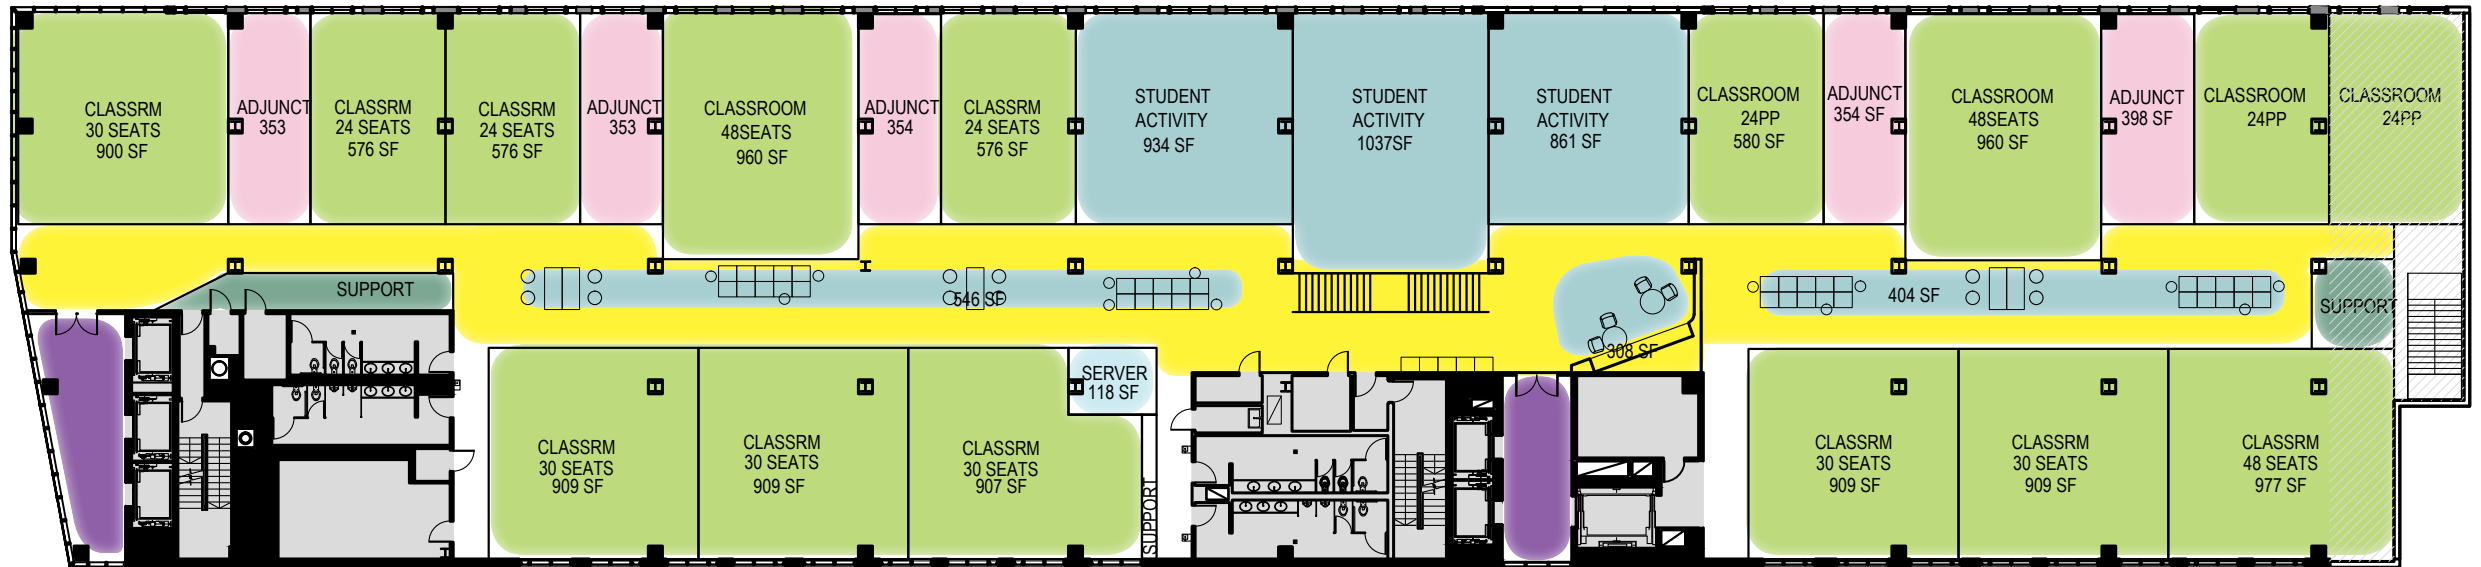 CLASSRM
30 SEATS
900 SF
ADJUNCT
353
CLASSRM
24 SEATS
576 SF
CLASSRM
24 SEATS
576 SF
ADJUNCT
353
CLASSROOM
48SEATS
960 SF
ADJUNCT
354
CLASSRM
24 SEATS
576 SF
STUDENT
ACTIVITY
934 SF
STUDENT
ACTIVITY
1037SF
STUDENT
ACTIVITY
861 SF
CLASSROOM
24PP
580 SF
ADJUNCT
354 SF
CLASSROOM
48SEATS
960 SF
ADJUNCT
398 SF
CLASSROOM
24PP
CLASSROOM
24PP
SUPPORT
546 SF
308 SF
404 SF
SUPPORT
CLASSRM
30 SEATS
909 SF
CLASSRM
30 SEATS
909 SF
CLASSRM
30 SEATS
907 SF
SERVER
118 SF
SUPPORT
CLASSRM
30 SEATS
909 SF
CLASSRM
30 SEATS
909 SF
CLASSRM
48 SEATS
977 SF